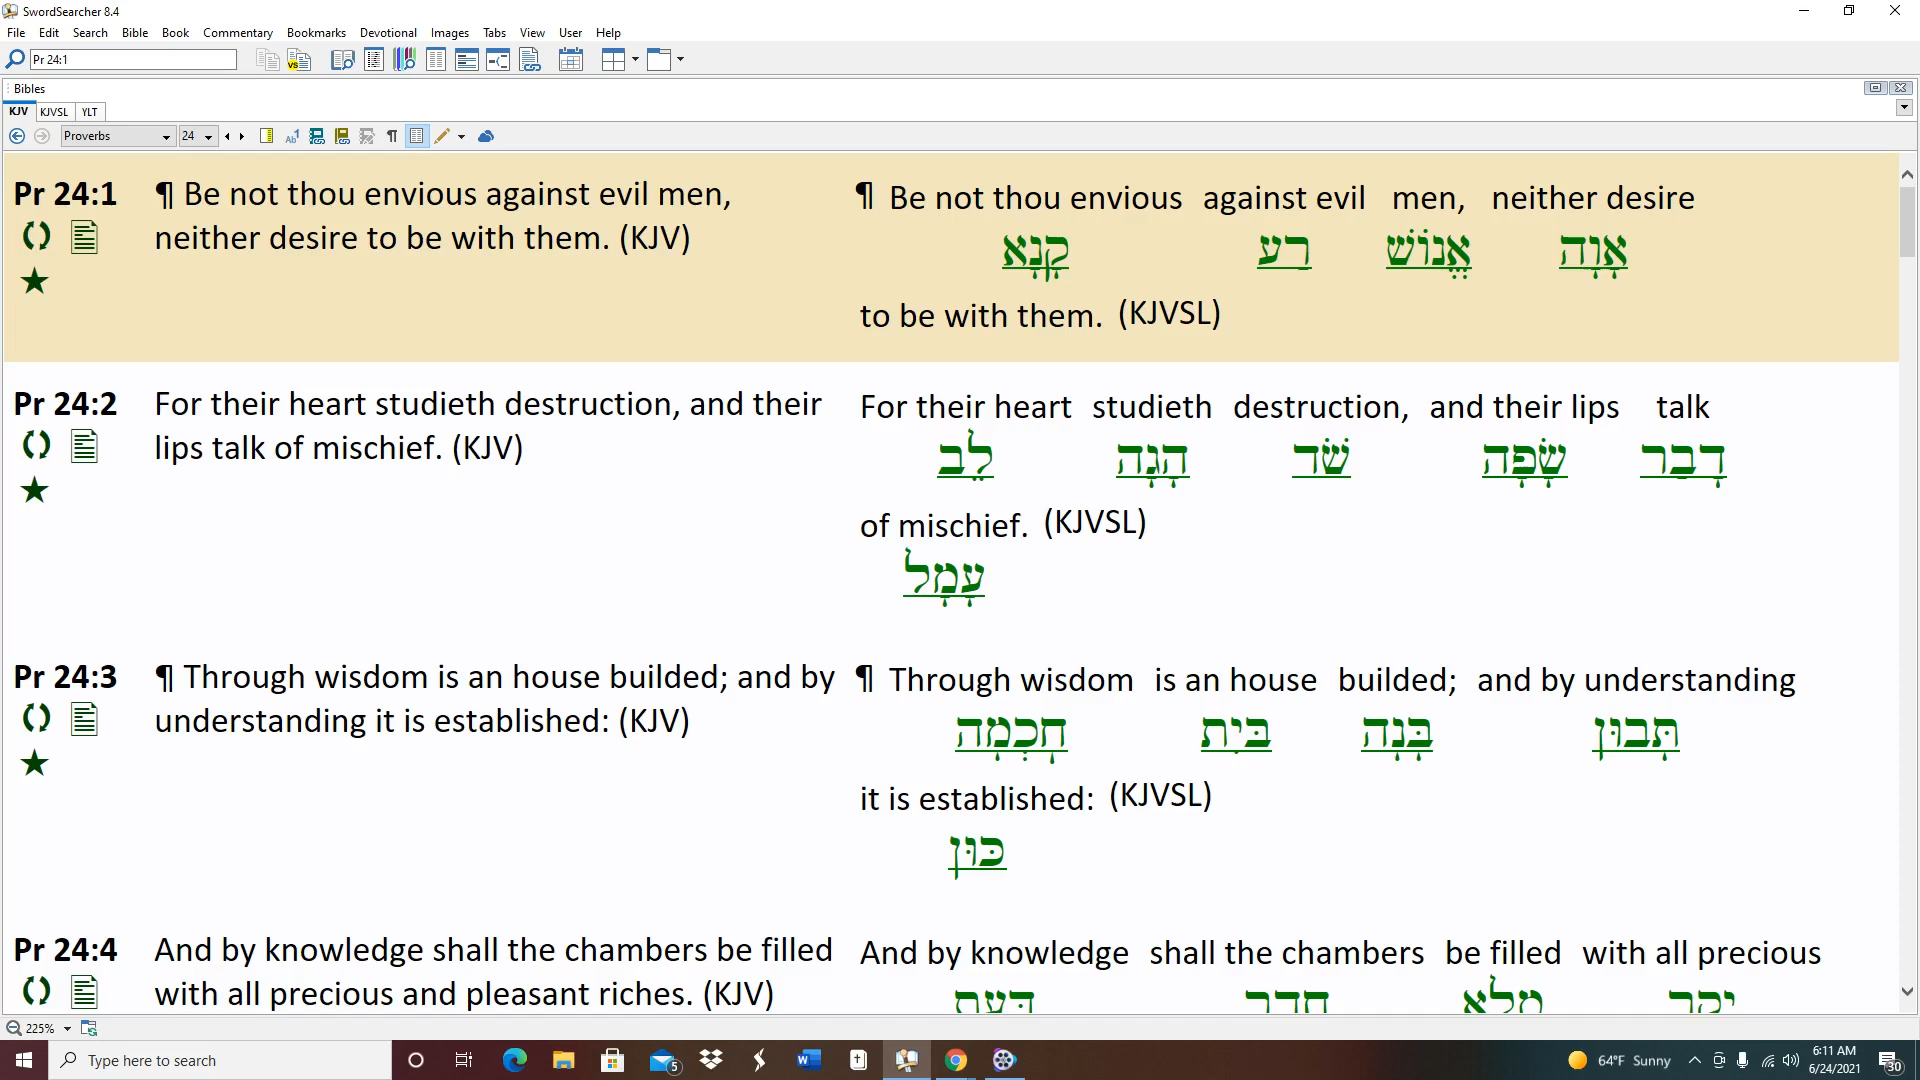 SwordSearcher 8.4
File Edit Search Bible Book Commentary Bookmarks Devotional Images Tabs View User Help
Pr 24:1
Bibles
KJV KJVSL YLT
Proverbs 24
Pr 24:1
¶ Be not thou envious against evil men,
neither desire to be with them. (KJV)
¶ Be not thou envious against evil men, neither desire
קָנָא רַע אֱנוֹשׁ אָוָה
to be with them. (KJVSL)
Pr 24:2
For their heart studieth destruction, and their
lips talk of mischief. (KJV)
For their heart studieth destruction, and their lips talk
לֵב הָגָה שֹׁד שָׂפָה דָבַר
of mischief. (KJVSL)
עָמָל
Pr 24:3
¶ Through wisdom is an house builded; and by
understanding it is established: (KJV)
¶ Through wisdom is an house builded; and by understanding
חׇכְמָה בַּיִת בָּנָה תָּבוּן
it is established: (KJVSL)
כּוּן
Pr 24:4
And by knowledge shall the chambers be filled
with all precious and pleasant riches. (KJV)
And by knowledge shall the chambers be filled with all precious
דַּעַת חֶדֶר מָלֵא יָקָר
225%
Type here to search
5
64°F Sunny
6:11 AM
6/24/2021
30